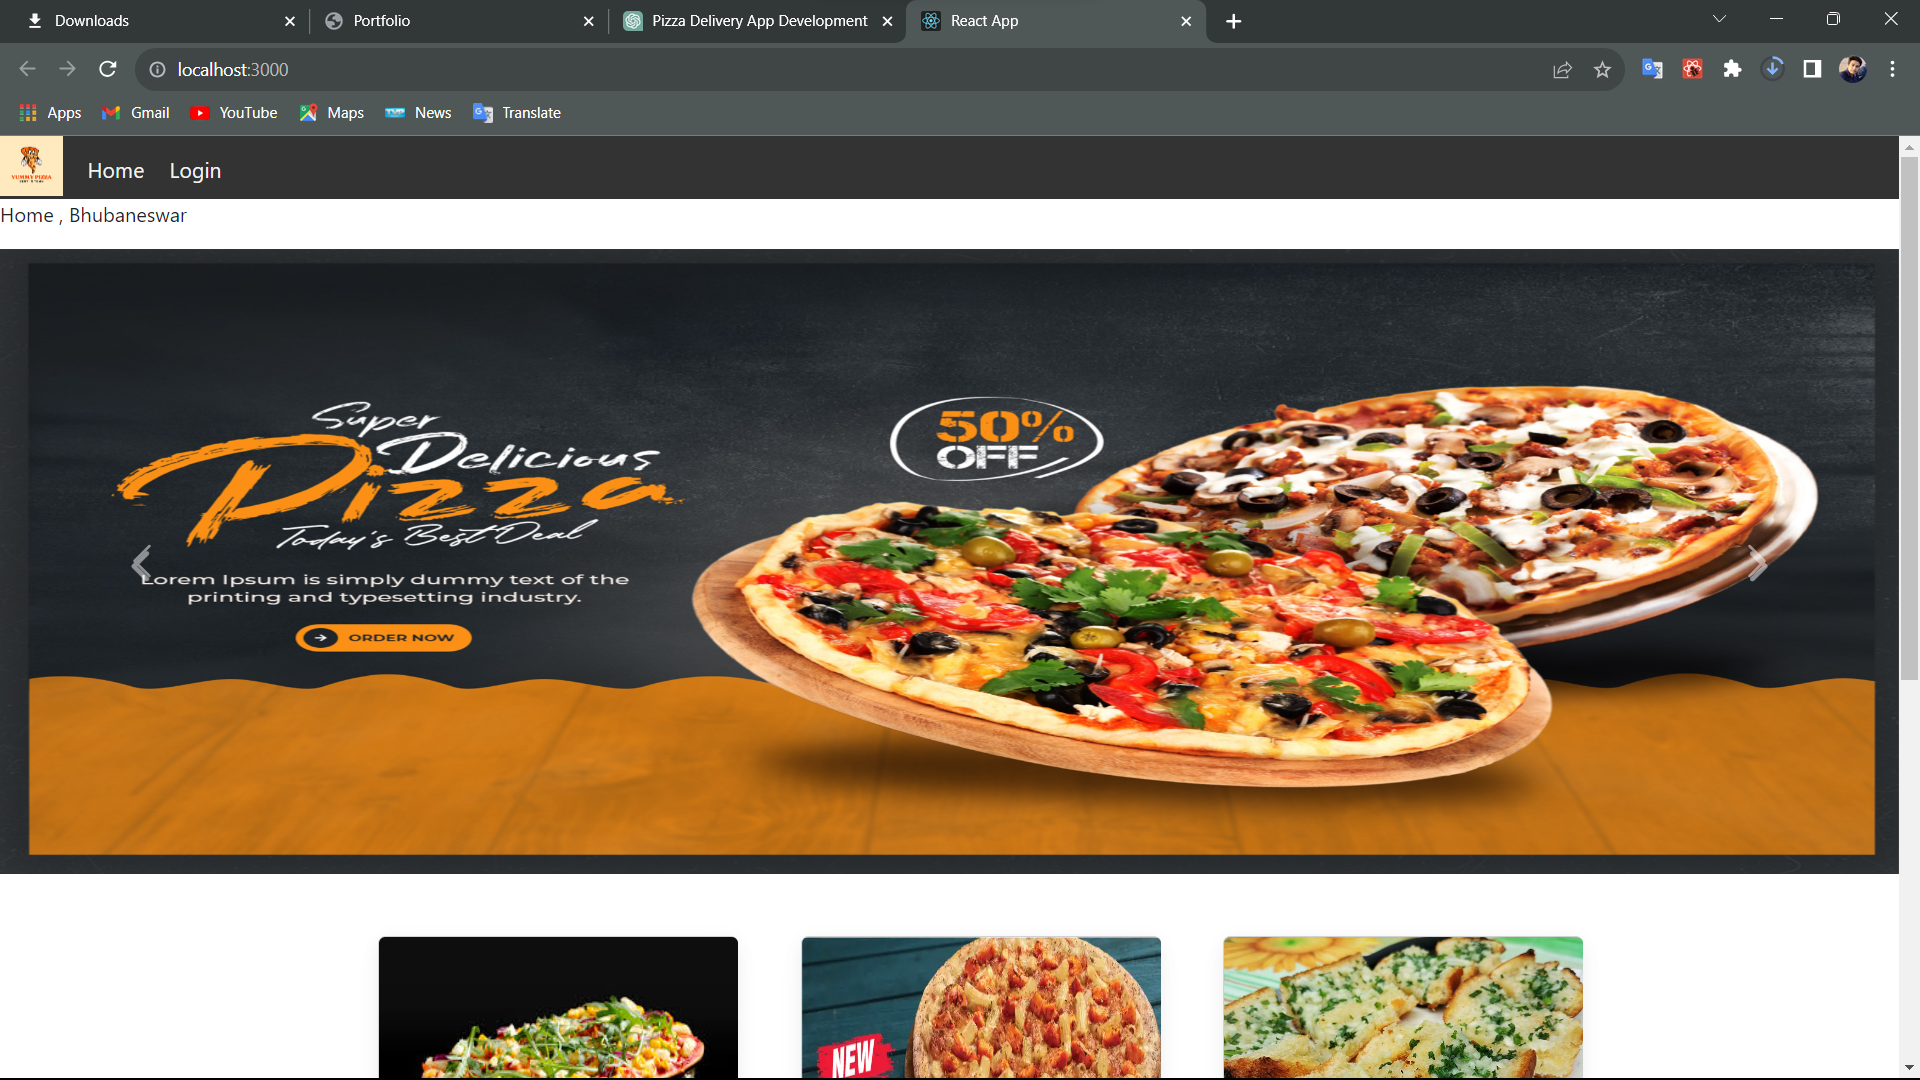 Downloads
Portfolio
Pizza Delivery App Development
React App
localhost:3000
Apps
Gmail
YouTube
Maps
News
Translate
YUMMY PIZZA
Home
Login
Home , Bhubaneswar
Super
Delicious
Pizza
Today's Best Deal
Lorem Ipsum is simply dummy text of the
printing and typesetting industry.
ORDER NOW
50%
OFF
NEW